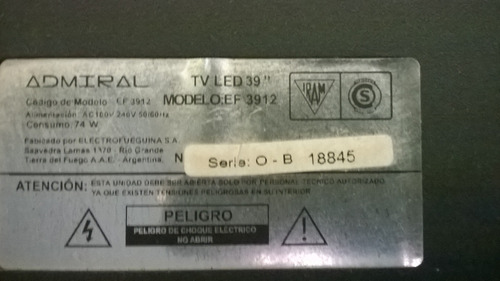 ADMIRAL
TV LED 39"
Código de Modelo EF 3912 MODELO:EF 3912
Alimentación: AC 160V 240V 50/60Hz
Consumo: 74 W
IRAM
S
Fabricado por ELECTROFUEGUINA S.A.
Saavedra Lamas 1370 - Río Grande
Tierra del Fuego A.A.E. - Argentina. N
Serie: O - B 18845
ATENCIÓN: ESTA UNIDAD DEBE SER ABIERTA SOLO POR PERSONAL TECNICO AUTORIZADO
YA QUE EXISTEN TENSIONES PELIGROSAS EN SU INTERIOR
PELIGRO
PELIGRO DE CHOQUE ELECTRICO
NO ABRIR